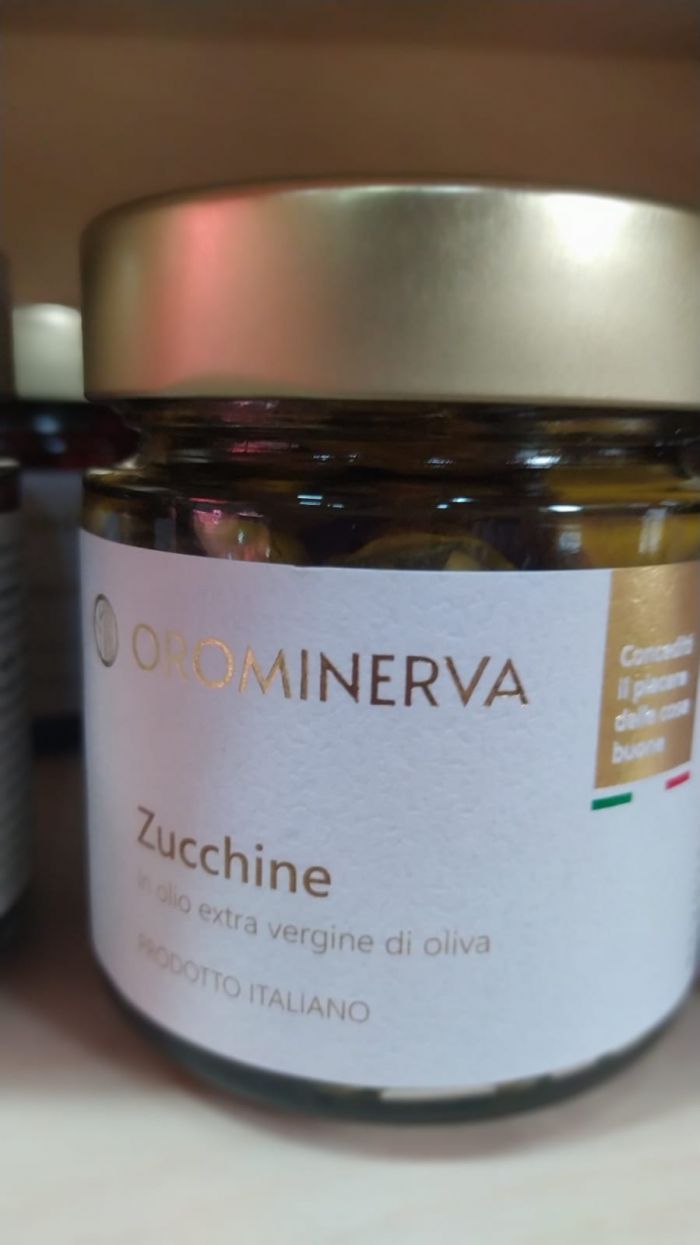 OROMINERVA
Concediti
il piacere
delle cose
buone
Zucchine
in olio extra vergine di oliva
PRODOTTO ITALIANO